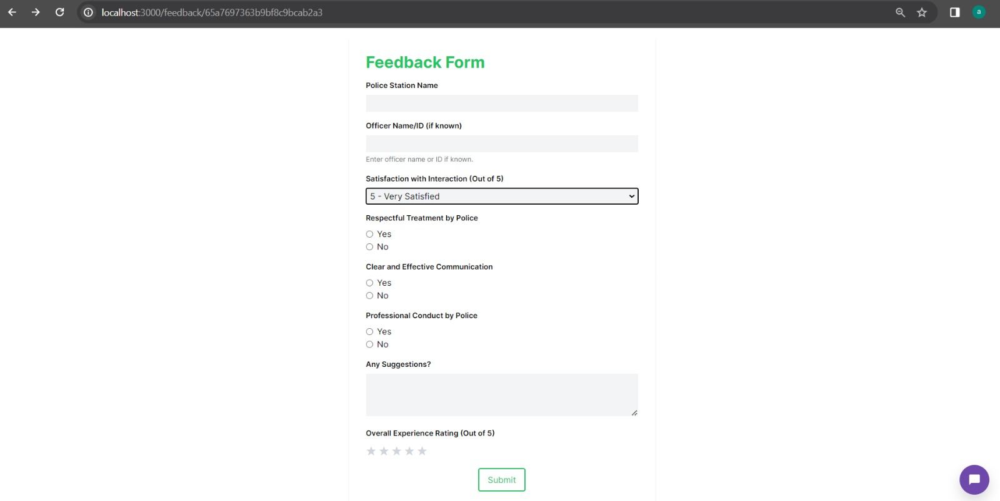 localhost:3000/feedback/65a7697363b9bf8c9bcab2a3
a
Feedback Form
Police Station Name
Officer Name/ID (if known)
Enter officer name or ID if known.
Satisfaction with Interaction (Out of 5)
5 - Very Satisfied
Respectful Treatment by Police
Yes
No
Clear and Effective Communication
Yes
No
Professional Conduct by Police
Yes
No
Any Suggestions?
Overall Experience Rating (Out of 5)
Submit